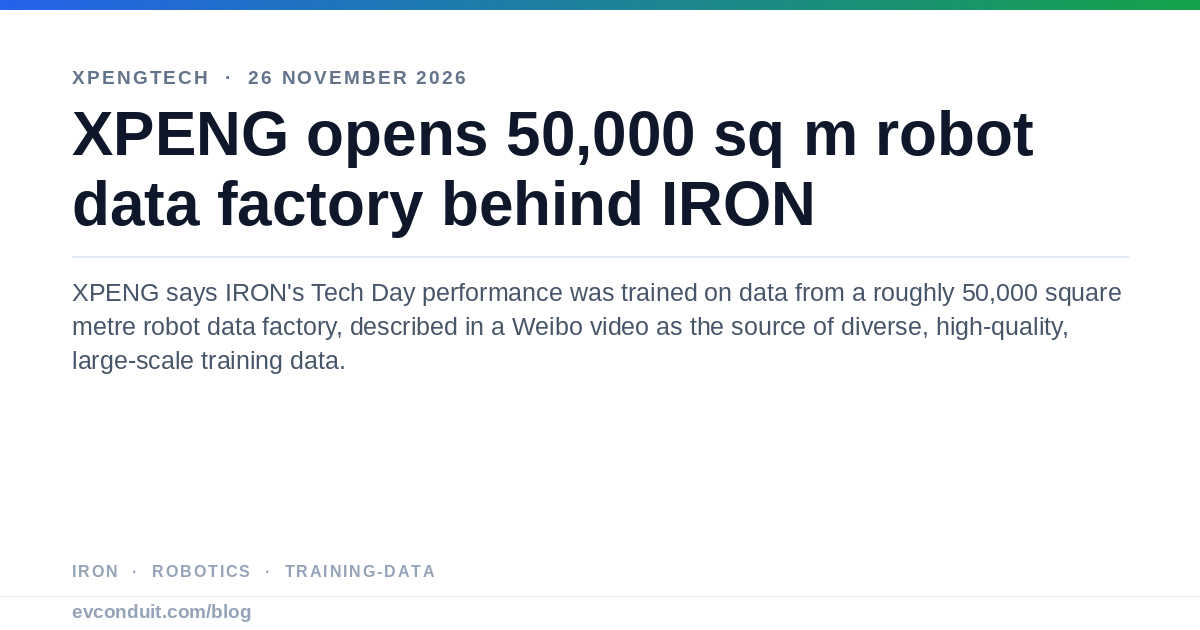 XPENGTECH · 26 NOVEMBER 2026
XPENG opens 50,000 sq m robot
data factory behind IRON
XPENG says IRON's Tech Day performance was trained on data from a roughly 50,000 square
metre robot data factory, described in a Weibo video as the source of diverse, high-quality,
large-scale training data.
IRON · ROBOTICS · TRAINING-DATA
evconduit.com/blog